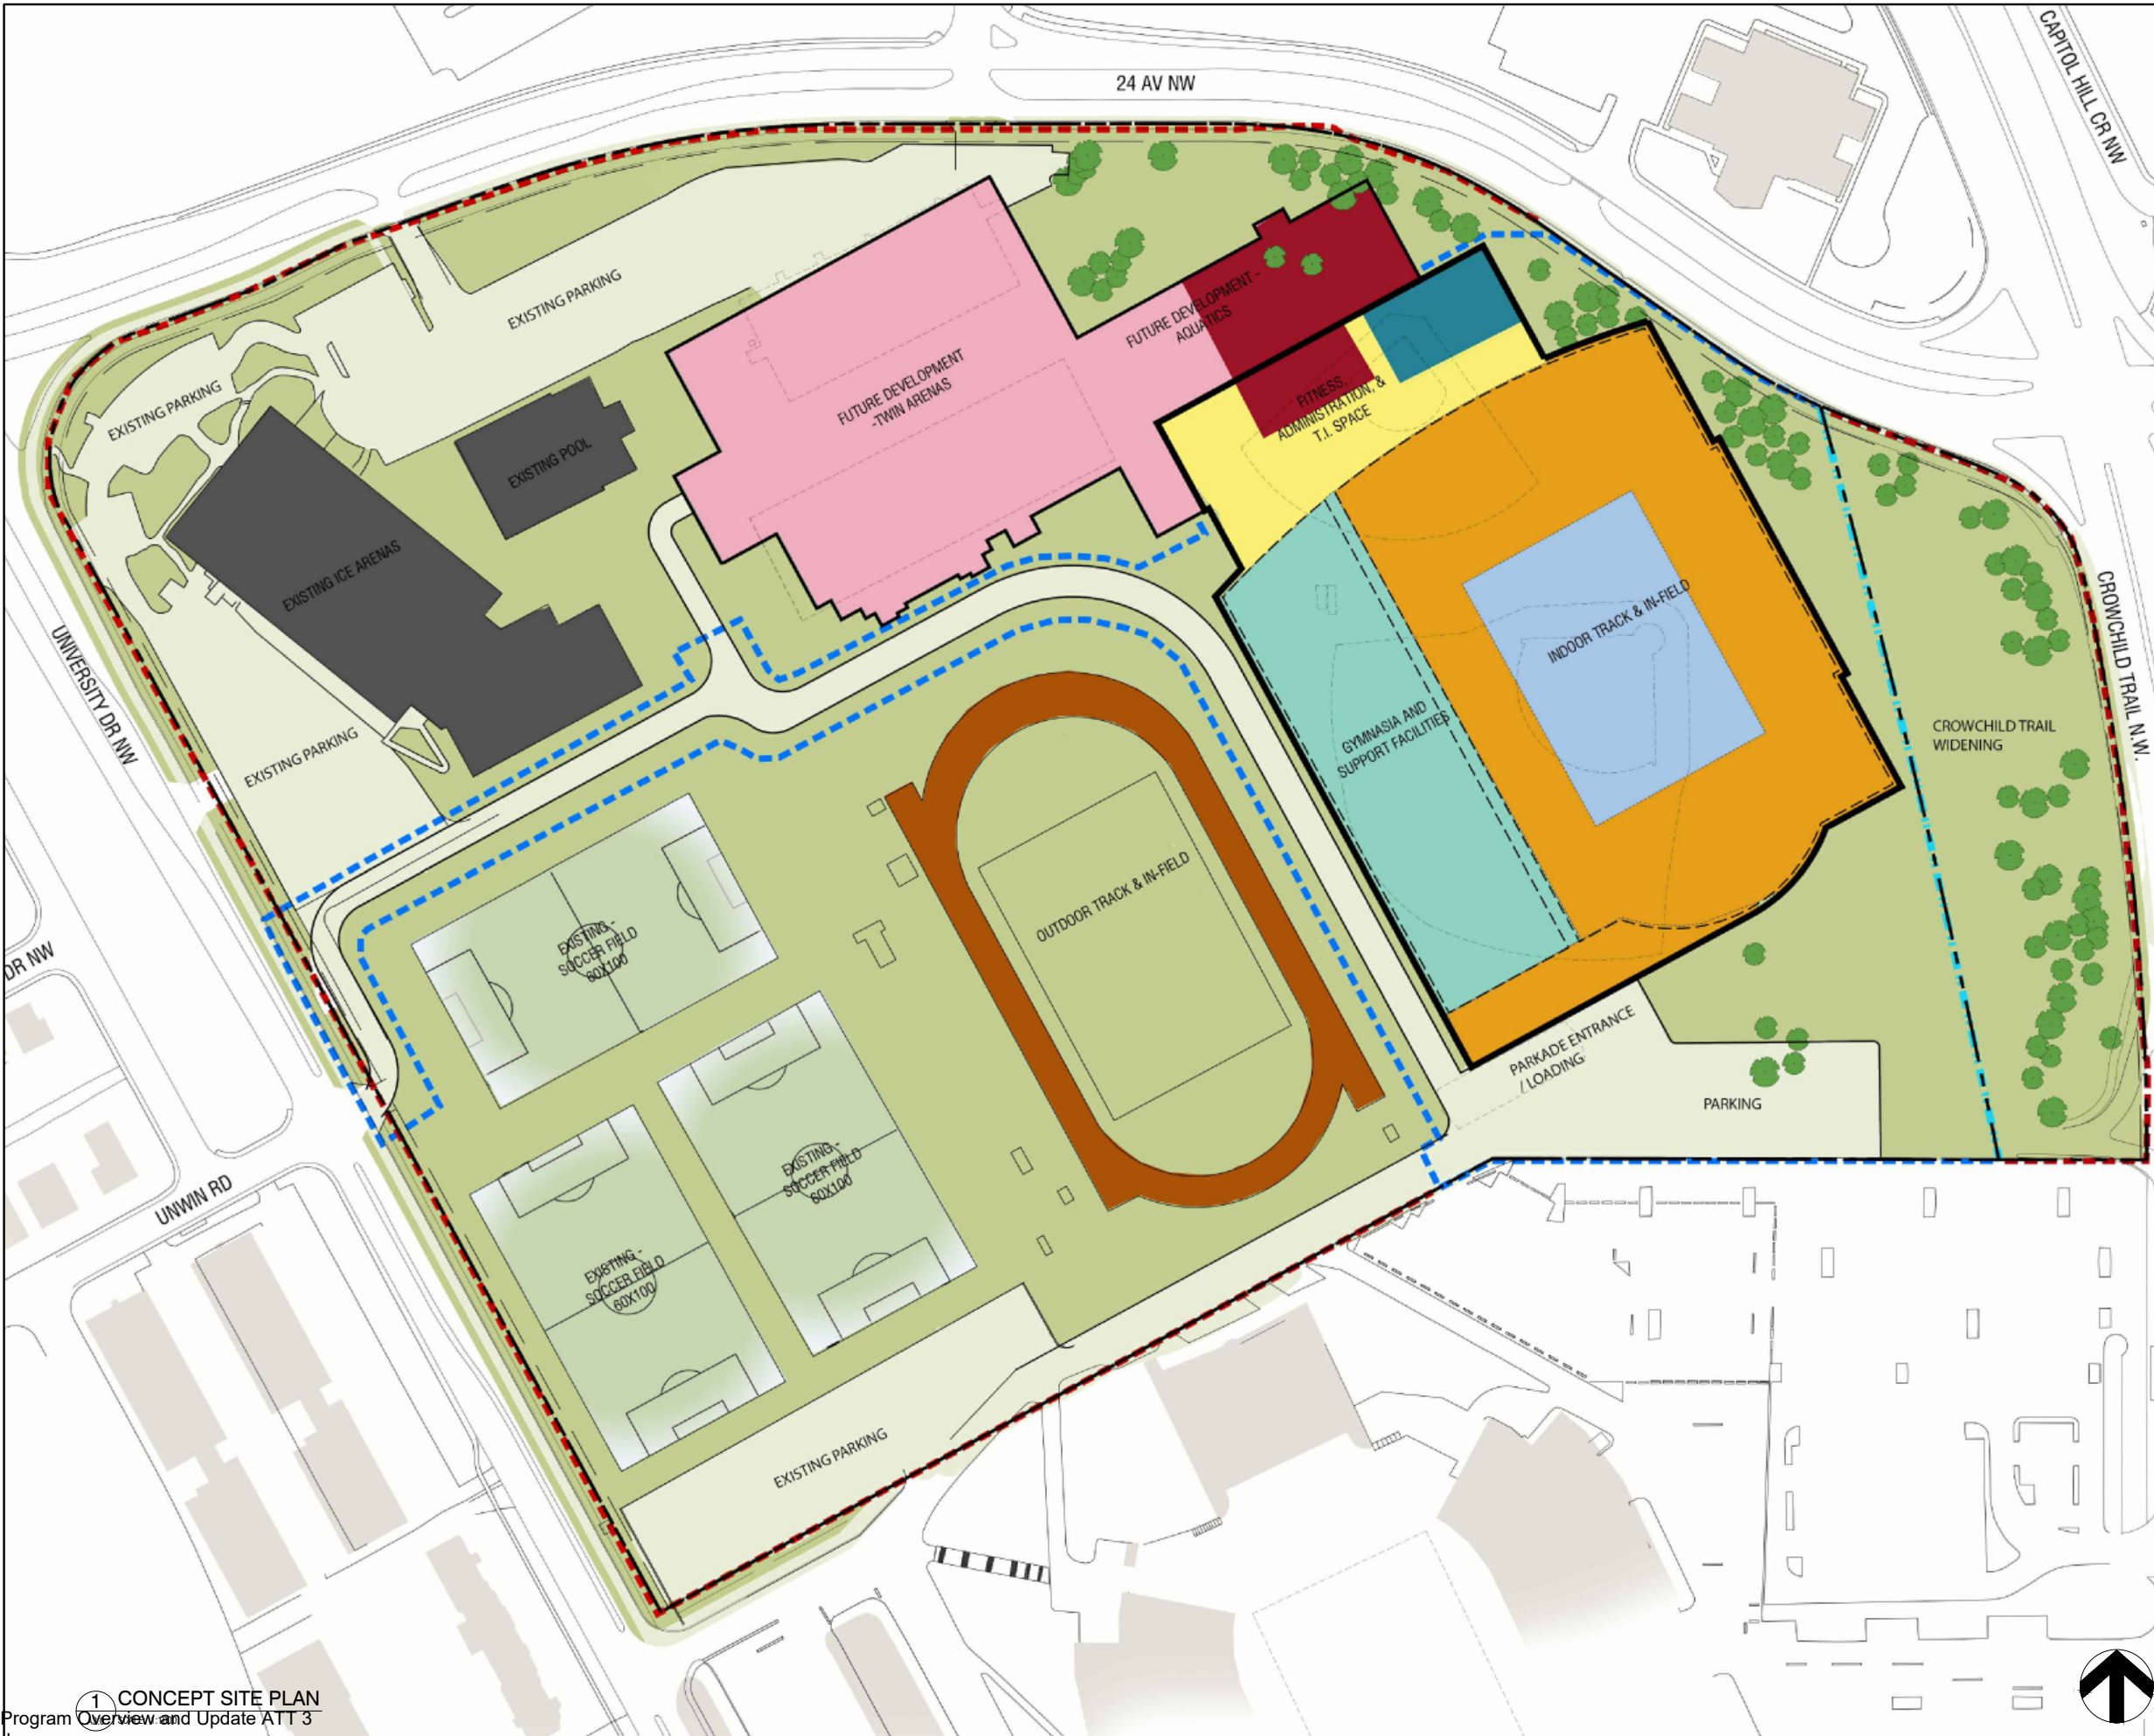 24 AV NW
CAPITOL HILL CR NW
EXISTING PARKING
FUTURE DEVELOPMENT -
AQUATICS
FUTURE DEVELOPMENT
-TWIN ARENAS
EXISTING PARKING
FITNESS,
ADMINISTRATION, &
T.I. SPACE
EXISTING POOL
EXISTING ICE ARENAS
INDOOR TRACK & IN-FIELD
UNIVERSITY DR NW
CROWCHILD TRAIL N.W.
GYMNASIA AND
SUPPORT FACILITIES
CROWCHILD TRAIL
WIDENING
EXISTING PARKING
OUTDOOR TRACK & IN-FIELD
EXISTING -
SOCCER FIELD
60X100
DR NW
PARKADE ENTRANCE
/ LOADING
PARKING
EXISTING -
SOCCER FIELD
60X100
UNWIN RD
EXISTING -
SOCCER FIELD
60X100
EXISTING PARKING
1 CONCEPT SITE PLAN
Program Overview and Update ATT 3